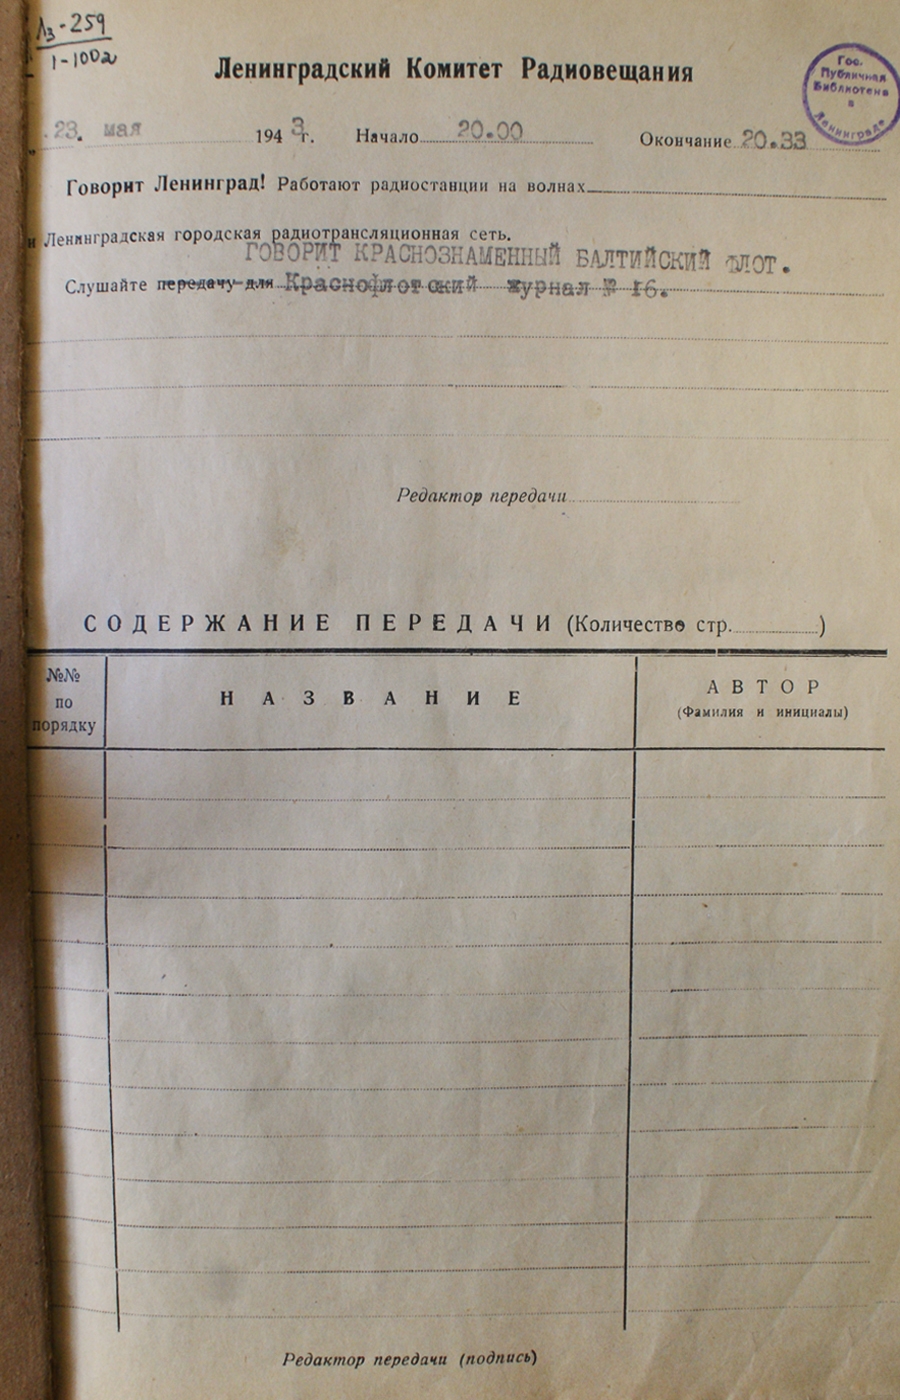 Лз-259
1-100а
Ленинградский Комитет Радиовещания
Гос.
Публичная
Библиотека
в
Ленинграде
23. мая 1943г. Начало 20.00 Окончание 20.33
Говорит Ленинград! Работают радиостанции на волнах
и Ленинградская городская радиотрансляционная сеть.
ГОВОРИТ КРАСНОЗНАМЕННЫЙ БАЛТИЙСКИЙ ФЛОТ.
Слушайте передачу для Краснофлотский журнал № 16.
Редактор передачи
СОДЕРЖАНИЕ ПЕРЕДАЧИ (Количество стр. )
№№
по
порядку
НАЗВАНИЕ
АВТОР
(Фамилия и инициалы)
Редактор передачи (подпись)